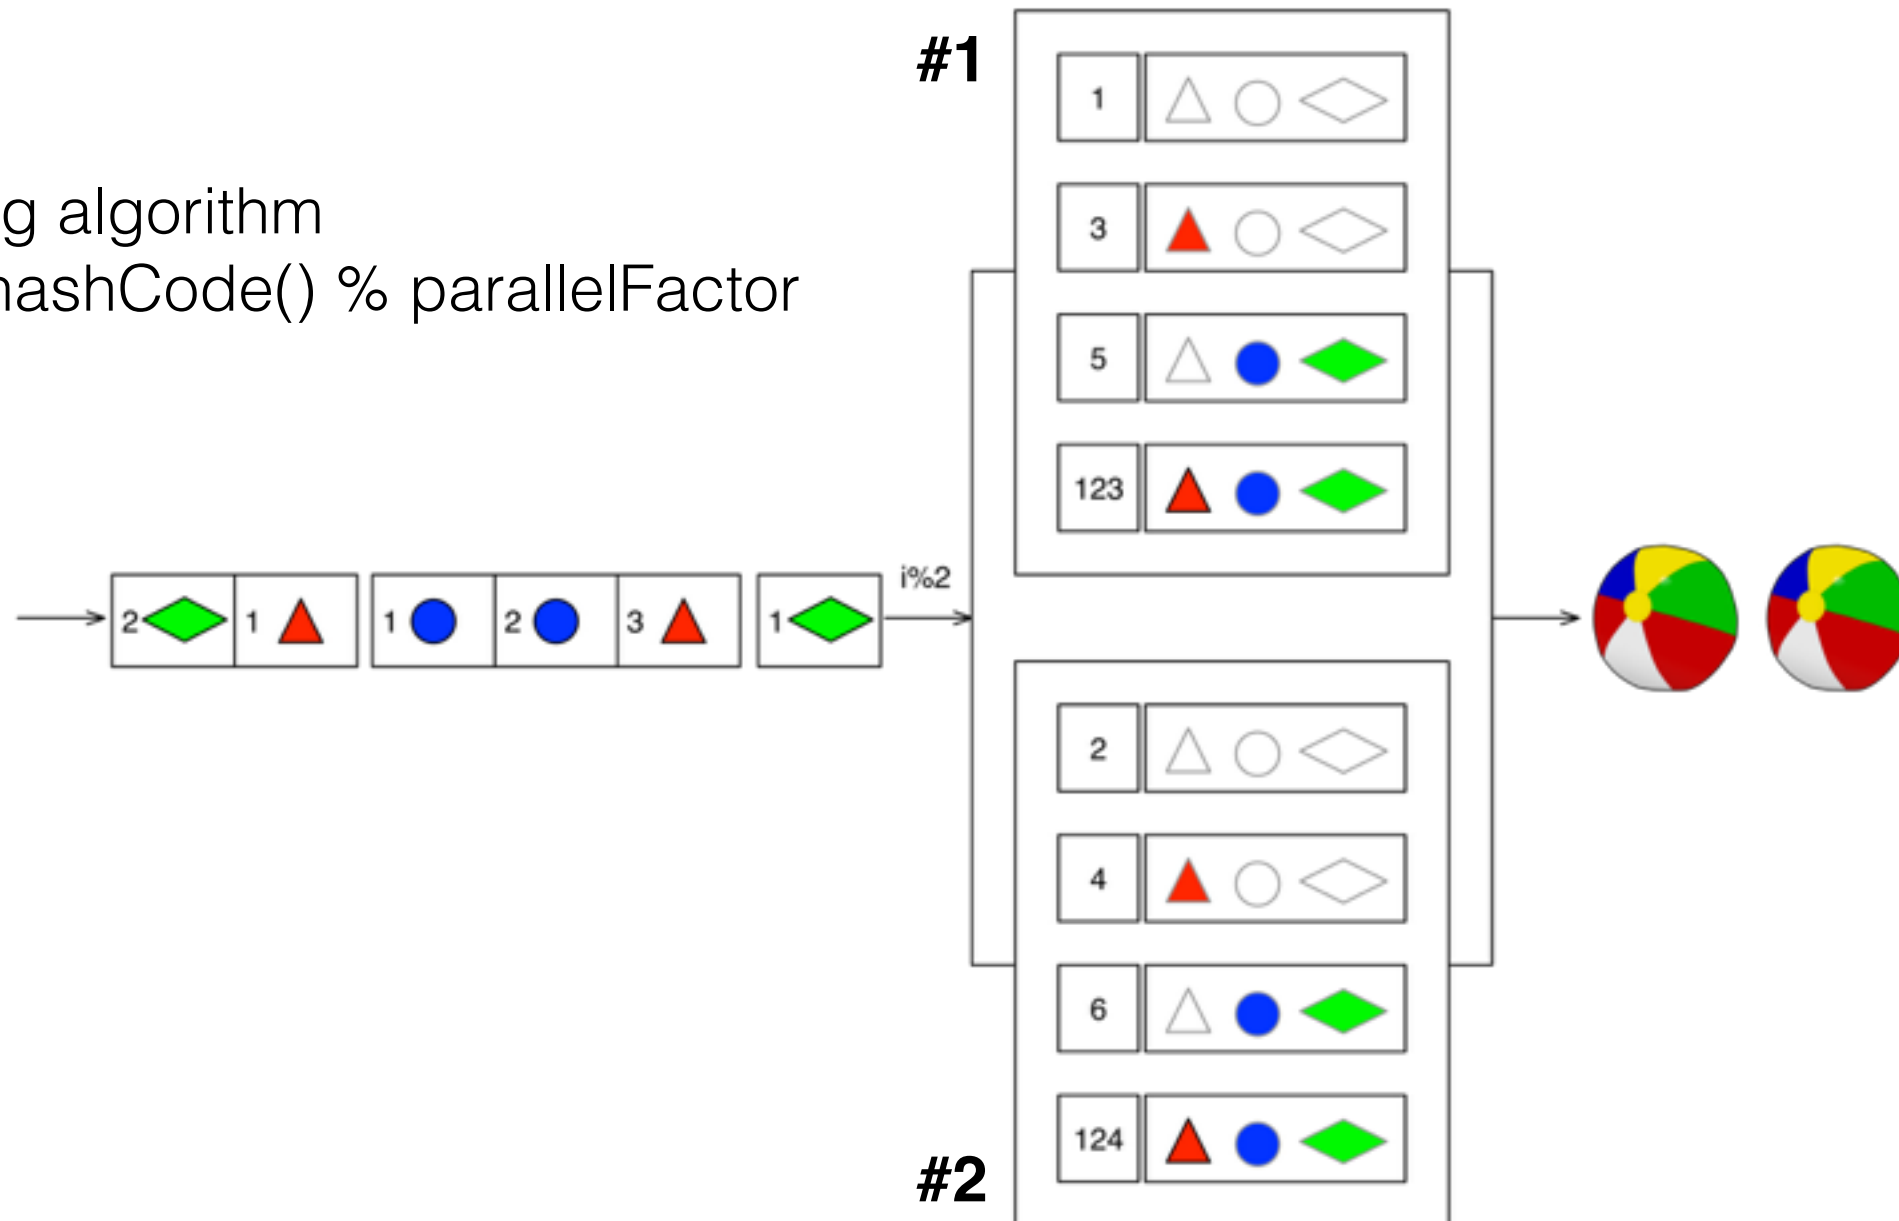 #1
1
3
g algorithm
hashCode() % parallelFactor
5
123
i%2
2 1 1 2 3 1
2
4
6
124
#2